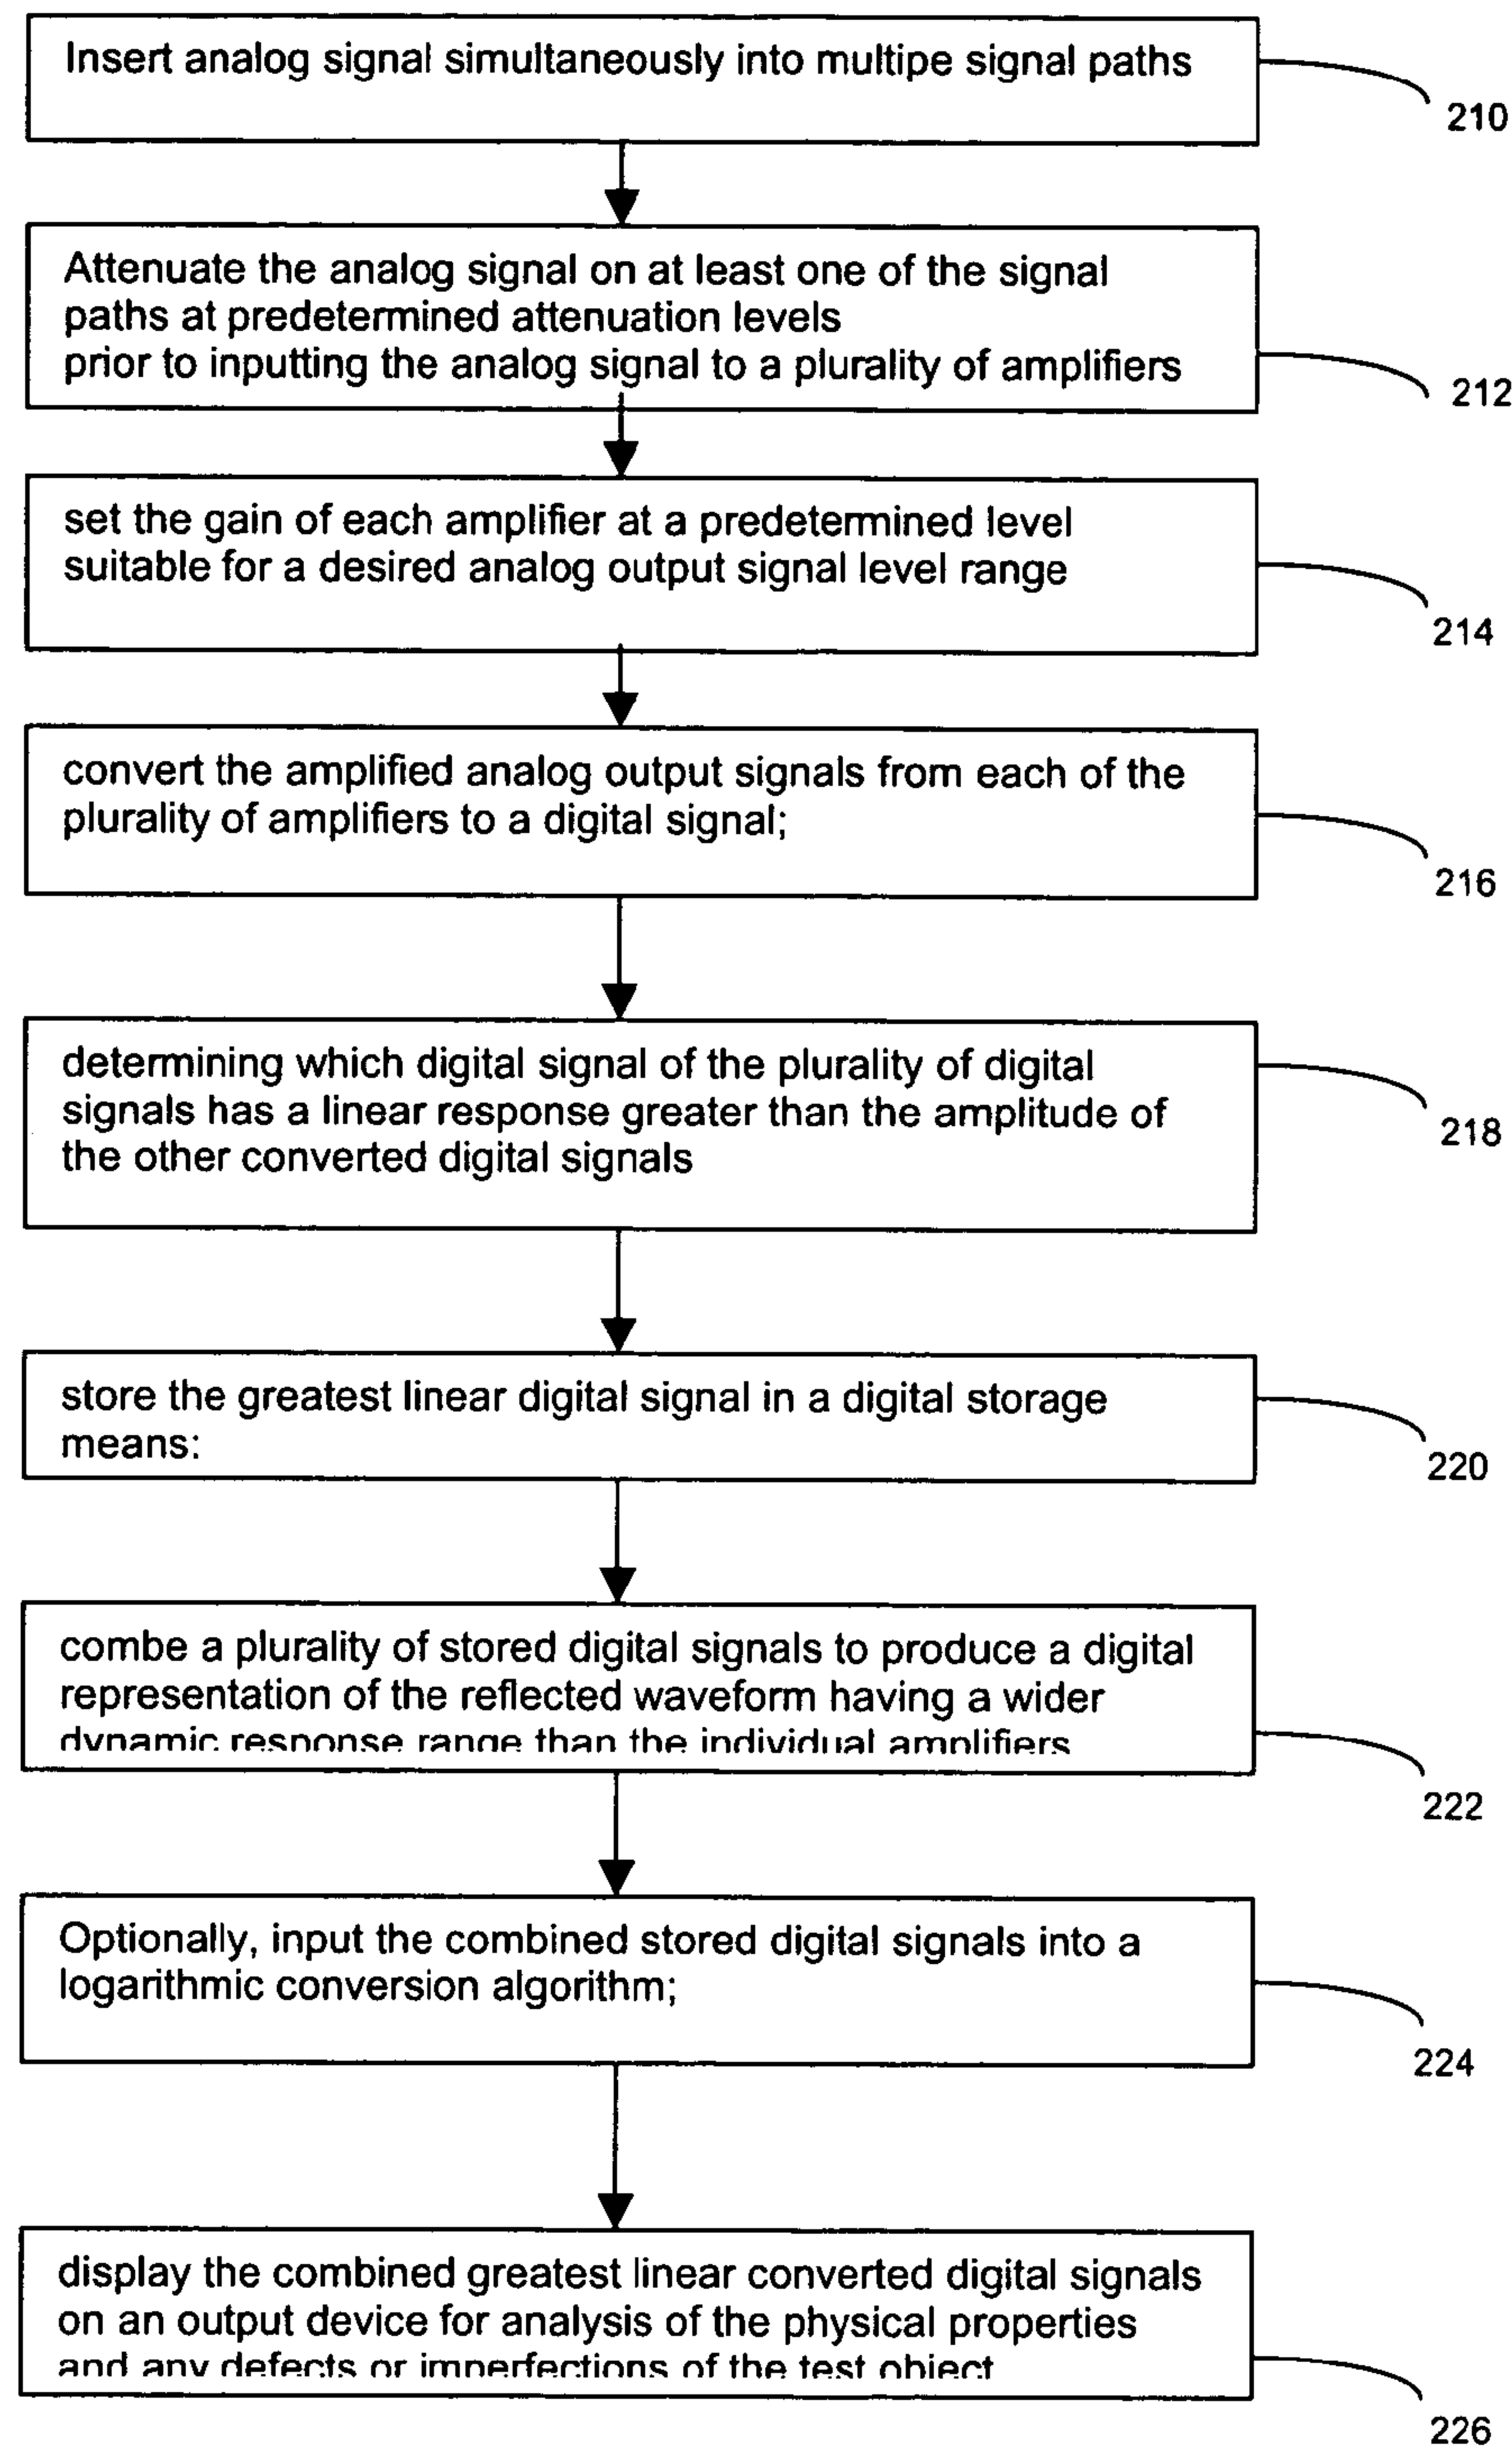 Insert analog signal simultaneously into multipe signal paths
210
Attenuate the analog signal on at least one of the signal
paths at predetermined attenuation levels
prior to inputting the analog signal to a plurality of amplifiers
212
set the gain of each amplifier at a predetermined level
suitable for a desired analog output signal level range
214
convert the amplified analog output signals from each of the
plurality of amplifiers to a digital signal;
216
determining which digital signal of the plurality of digital
signals has a linear response greater than the amplitude of
the other converted digital signals
218
store the greatest linear digital signal in a digital storage
means:
220
combe a plurality of stored digital signals to produce a digital
representation of the reflected waveform having a wider
dynamic response range than the individual amplifiers
222
Optionally, input the combined stored digital signals into a
logarithmic conversion algorithm;
224
display the combined greatest linear converted digital signals
on an output device for analysis of the physical properties
and any defects or imperfections of the test object
226